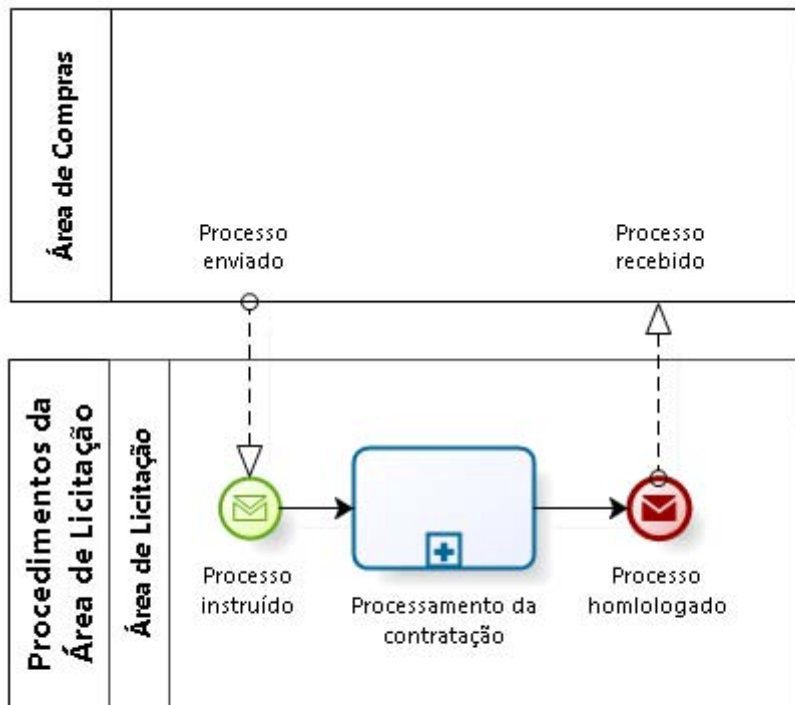 Área de Compras
Processo
enviado
Processo
recebido
Procedimentos da
Área de Licitação
Área de Licitação
Processo
instruído
Processamento da
contratação
Processo
homlologado